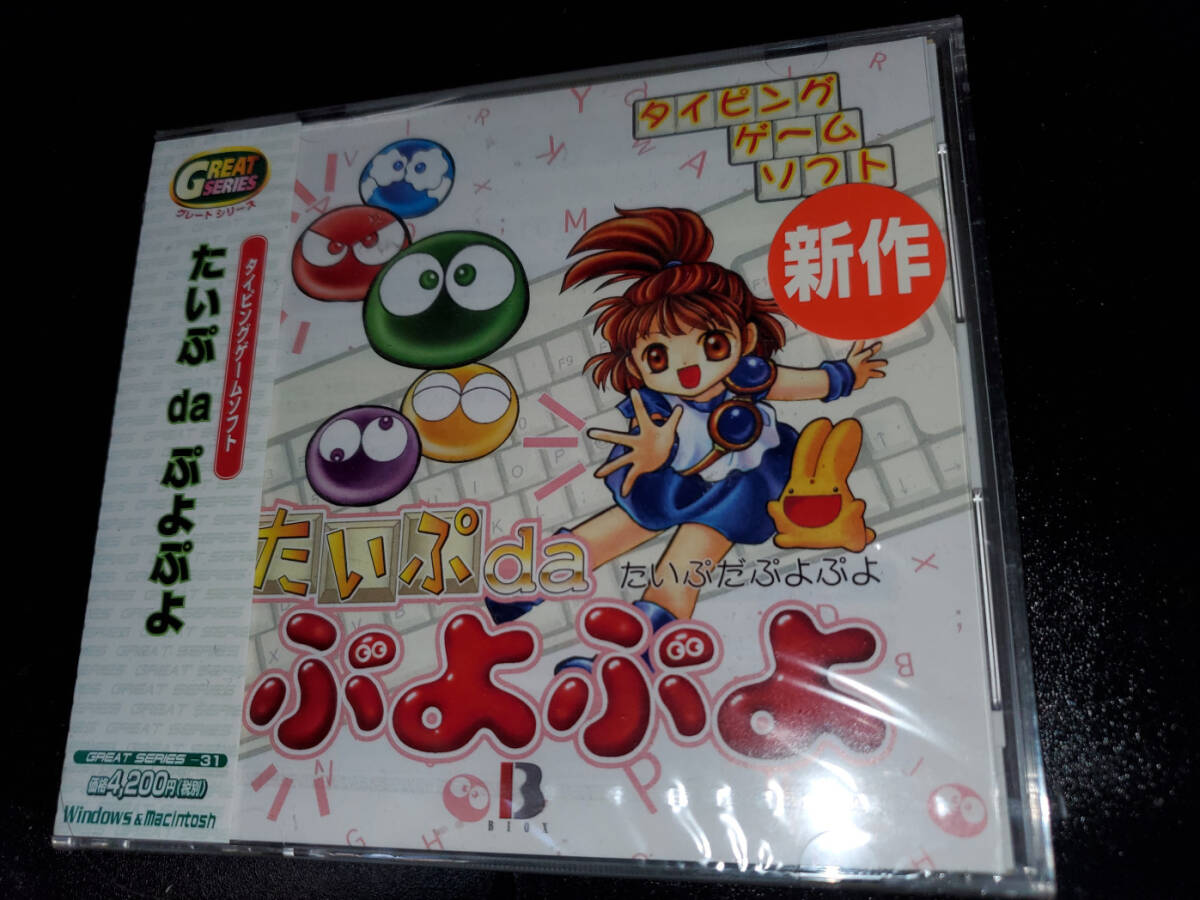 GREAT
SERIES
グレートシリーズ
タイピングゲームソフト
たいぷ da ぷよぷよ
GREAT SERIES -31
価格4,200円(税別)
Windows & Macintosh
タイピング
ゲーム
ソフト
新作
たいぷda
たいぷだぷよぷよ
ぷよぷよ
B
BIOX